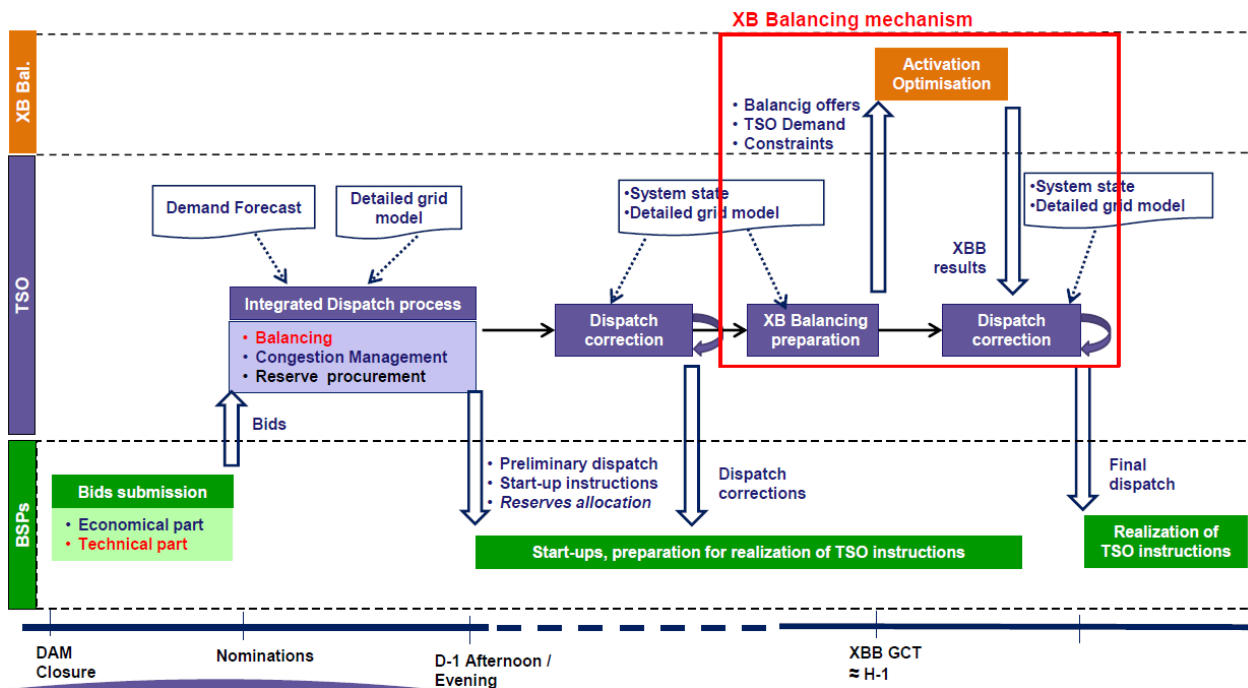 XB Balancing mechanism
XB Bal.
Activation
Optimisation
• Balancig offers
• TSO Demand
• Constraints
TSO
Demand Forecast
Detailed grid
model
•System state
•Detailed grid model
•System state
•Detailed grid model
XBB
results
Integrated Dispatch process
• Balancing
• Congestion Management
• Reserve procurement
Dispatch
correction
XB Balancing
preparation
Dispatch
correction
Bids
BSPs
Bids submission
• Economical part
• Technical part
• Preliminary dispatch
• Start-up instructions
• Reserves allocation
Dispatch
corrections
Final
dispatch
Start-ups, preparation for realization of TSO instructions
Realization of
TSO instructions
DAM
Closure
Nominations
D-1 Afternoon /
Evening
XBB GCT
≈ H-1